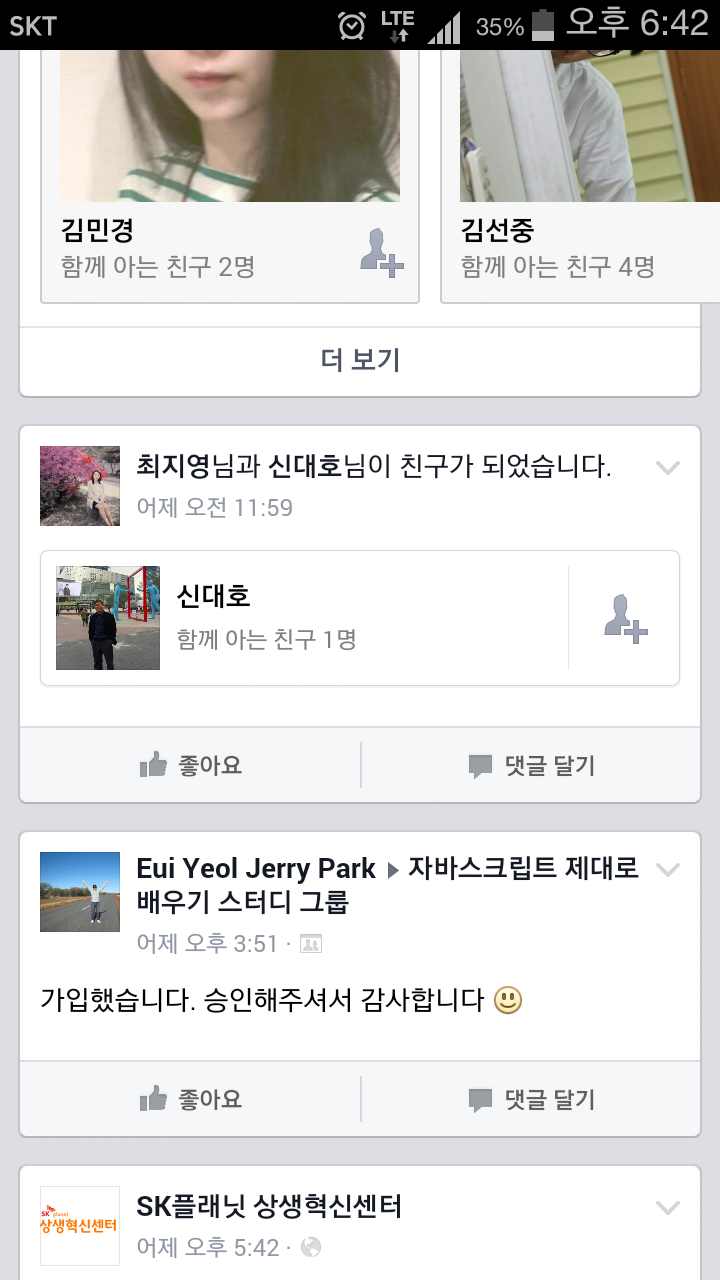 SKT LTE 35% 오후 6:42
김민경
함께 아는 친구 2명
김선중
함께 아는 친구 4명
더 보기
최지영님과 신대호님이 친구가 되었습니다.
어제 오전 11:59
신대호
함께 아는 친구 1명
좋아요 댓글 달기
Eui Yeol Jerry Park ▶ 자바스크립트 제대로
배우기 스터디 그룹
어제 오후 3:51 ·
가입했습니다. 승인해주셔서 감사합니다
좋아요 댓글 달기
SK planet
상생혁신센터
SK플래닛 상생혁신센터
어제 오후 5:42 ·